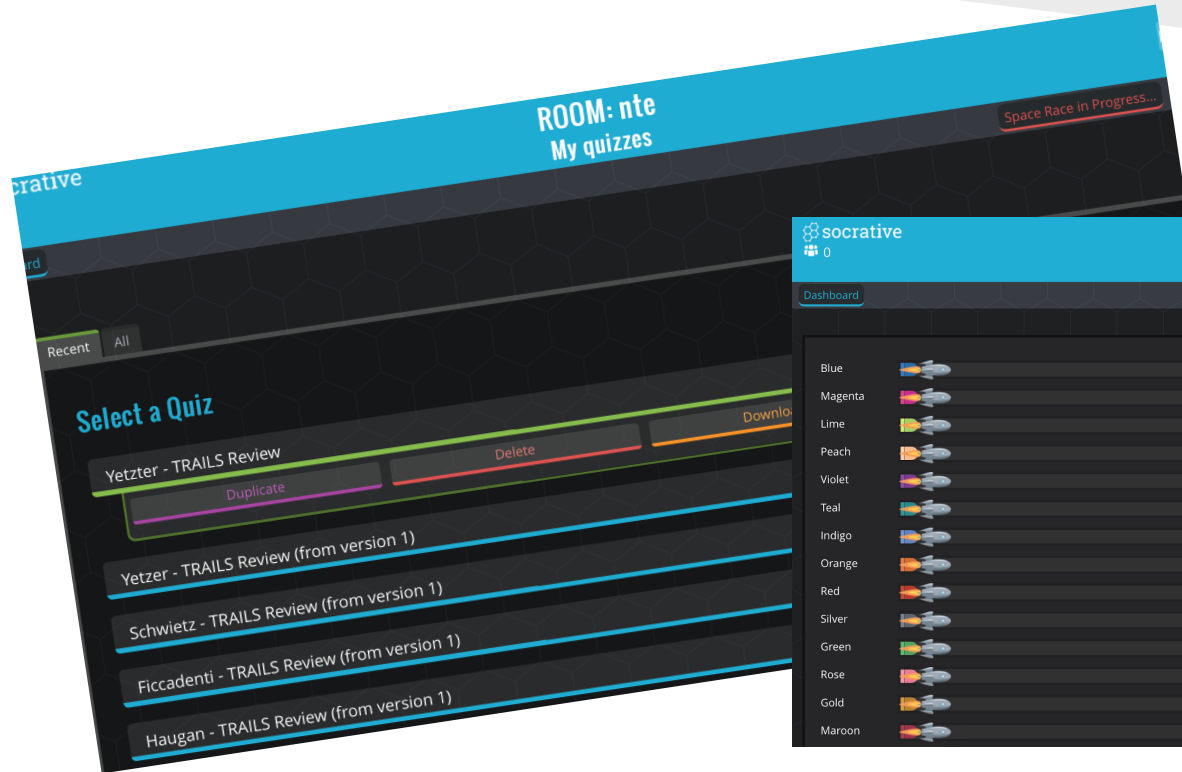 ROOM: nte
My quizzes
Space Race in Progress...
crative
rd
Recent
All
Select a Quiz
Yetzter - TRAILS Review
Duplicate
Delete
Downlo
Yetzer - TRAILS Review (from version 1)
Schwietz - TRAILS Review (from version 1)
Ficcadenti - TRAILS Review (from version 1)
Haugan - TRAILS Review (from version 1)
socrative
0
Dashboard
Blue
Magenta
Lime
Peach
Violet
Teal
Indigo
Orange
Red
Silver
Green
Rose
Gold
Maroon